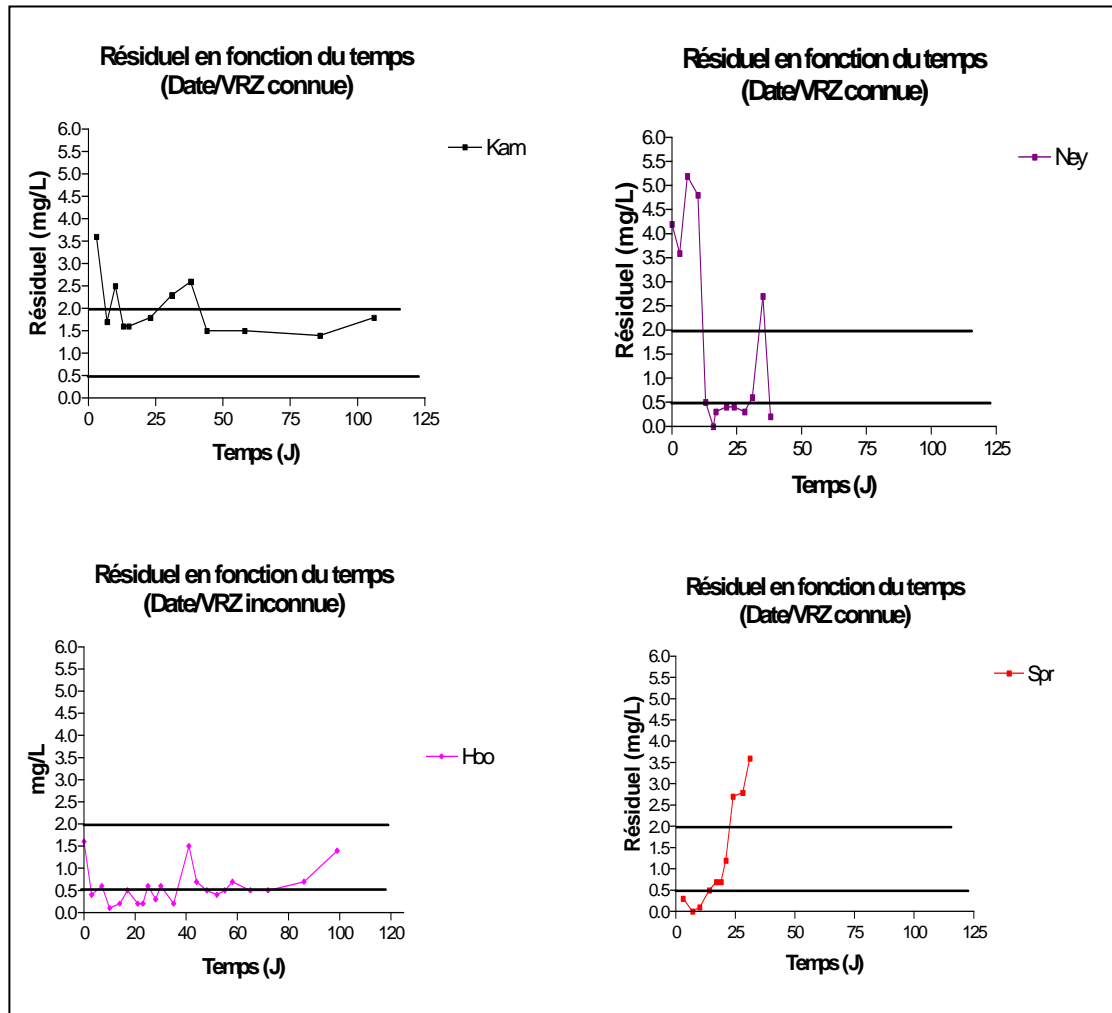 Résiduel en fonction du temps
(Date/VRZ connue)
Kam
Résiduel (mg/L)
6.0
5.5
5.0
4.5
4.0
3.5
3.0
2.5
2.0
1.5
1.0
0.5
0.0
0 25 50 75 100 125
Temps (J)
Résiduel en fonction du temps
(Date/VRZ connue)
Ney
Résiduel (mg/L)
6.0
5.5
5.0
4.5
4.0
3.5
3.0
2.5
2.0
1.5
1.0
0.5
0.0
0 25 50 75 100 125
Temps (J)
Résiduel en fonction du temps
(Date/VRZ inconnue)
Hoo
mg/L
6.0
5.5
5.0
4.5
4.0
3.5
3.0
2.5
2.0
1.5
1.0
0.5
0.0
0 20 40 60 80 100 120
Temps (J)
Résiduel en fonction du temps
(Date/VRZ connue)
Spr
Résiduel (mg/L)
6.0
5.5
5.0
4.5
4.0
3.5
3.0
2.5
2.0
1.5
1.0
0.5
0.0
0 25 50 75 100 125
Temps (J)